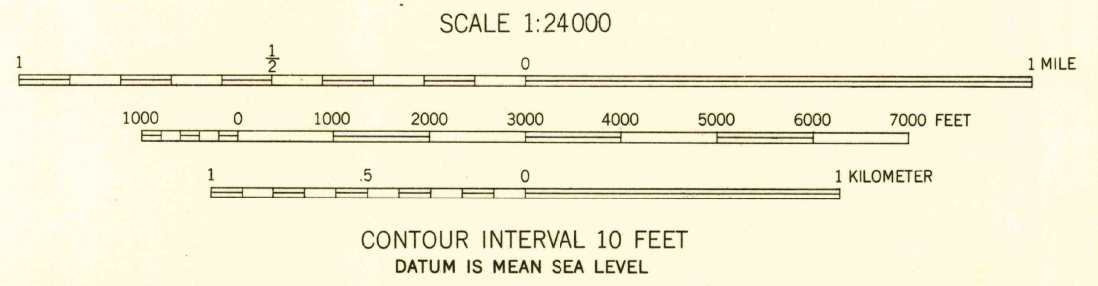 SCALE 1:24000
1 1/2 0 1 MILE
1000 0 1000 2000 3000 4000 5000 6000 7000 FEET
1 .5 0 1 KILOMETER
CONTOUR INTERVAL 10 FEET
DATUM IS MEAN SEA LEVEL